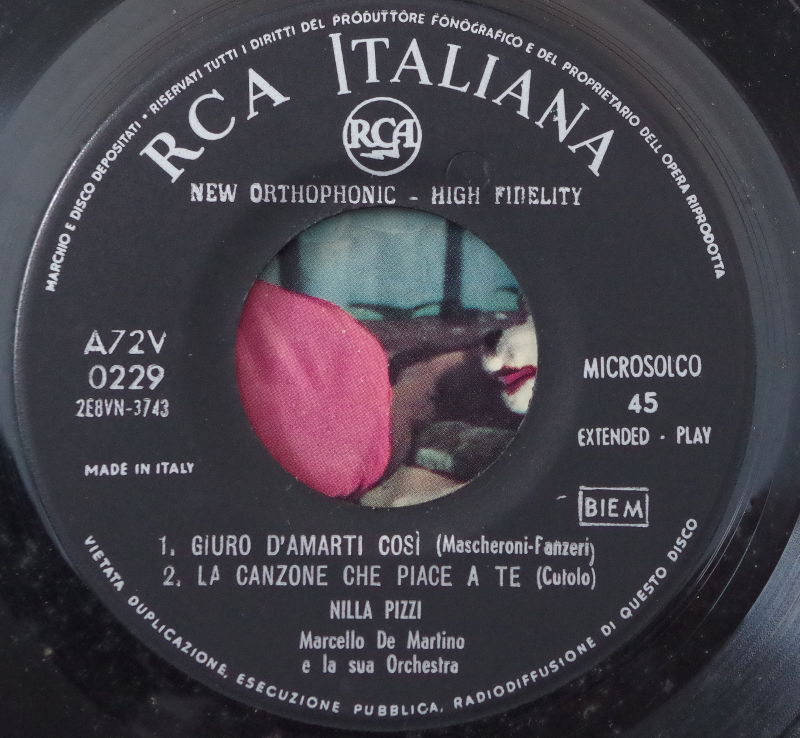 MARCHIO E DISCO DEPOSITATI • RISERVATI TUTTI I DIRITTI DEL PRODUTTORE FONOGRAFICO E DEL PROPRIETARIO DELL OPERA RIPRODOTTA
RCA ITALIANA
RCA
NEW ORTHOPHONIC - HIGH FIDELITY
A72V
0229
2E8VN-3743
MADE IN ITALY
MICROSOLCO
45
EXTENDED - PLAY
BIEM
1. GIURO D'AMARTI COSÌ (Mascheroni-Fanzeri)
2. LA CANZONE CHE PIACE A TE (Cutolo)
NILLA PIZZI
Marcello De Martino
e la sua Orchestra
VIETATA DUPLICAZIONE, ESECUZIONE PUBBLICA, RADIODIFFUSIONE DI QUESTO DISCO